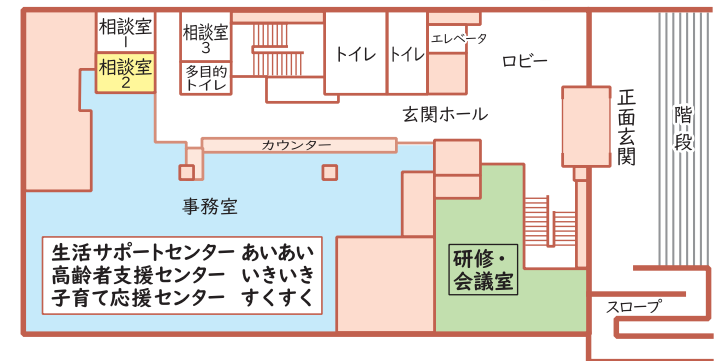 相談室
1
相談室
2
相談室
3
多目的
トイレ
トイレ
トイレ
エレベータ
ロビー
玄関ホール
正面玄関
階段
カウンター
事務室
生活サポートセンター あいあい
高齢者支援センター いきいき
子育て応援センター すくすく
研修・
会議室
スロープ